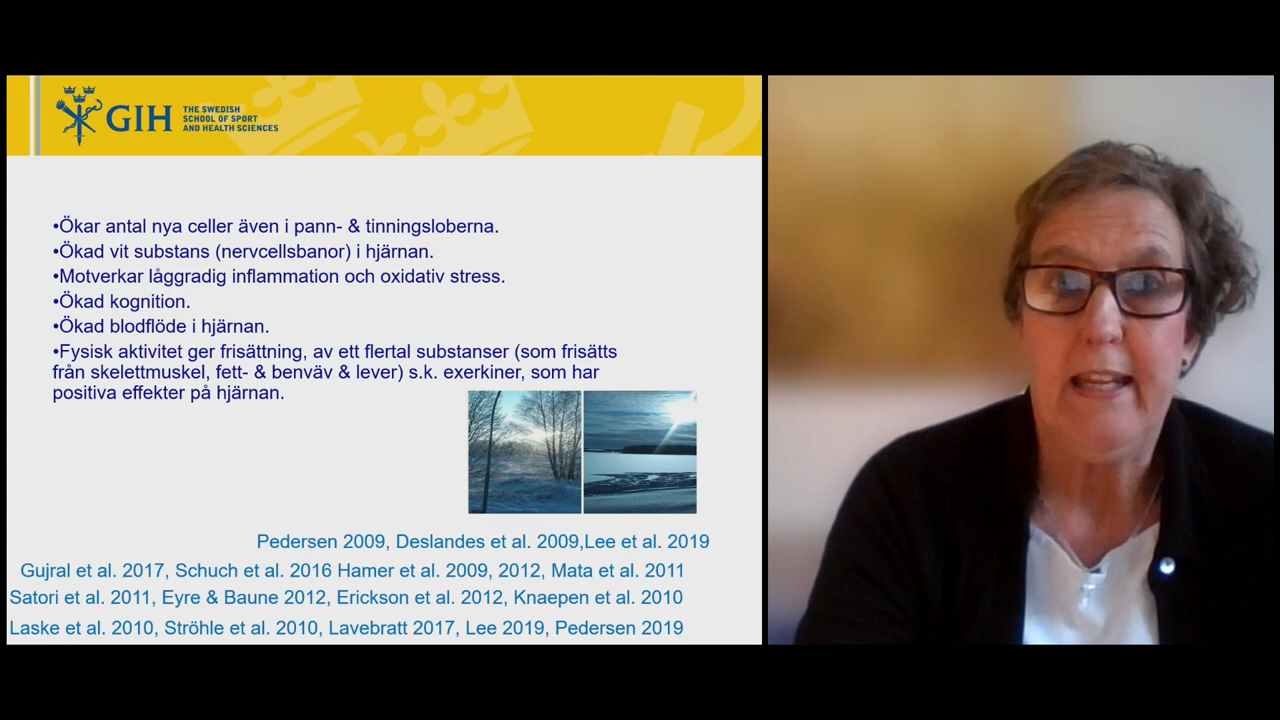 GIH
THE SWEDISH
SCHOOL OF SPORT
AND HEALTH SCIENCES
•Ökar antal nya celler även i pann- & tinningsloberna.
•Ökad vit substans (nervcellsbanor) i hjärnan.
•Motverkar låggradig inflammation och oxidativ stress.
•Ökad kognition.
•Ökad blodflöde i hjärnan.
•Fysisk aktivitet ger frisättning, av ett flertal substanser (som frisätts
från skelettmuskel, fett- & benväv & lever) s.k. exerkiner, som har
positiva effekter på hjärnan.
Pedersen 2009, Deslandes et al. 2009,Lee et al. 2019
Gujral et al. 2017, Schuch et al. 2016 Hamer et al. 2009, 2012, Mata et al. 2011
Satori et al. 2011, Eyre & Baune 2012, Erickson et al. 2012, Knaepen et al. 2010
Laske et al. 2010, Ströhle et al. 2010, Lavebratt 2017, Lee 2019, Pedersen 2019